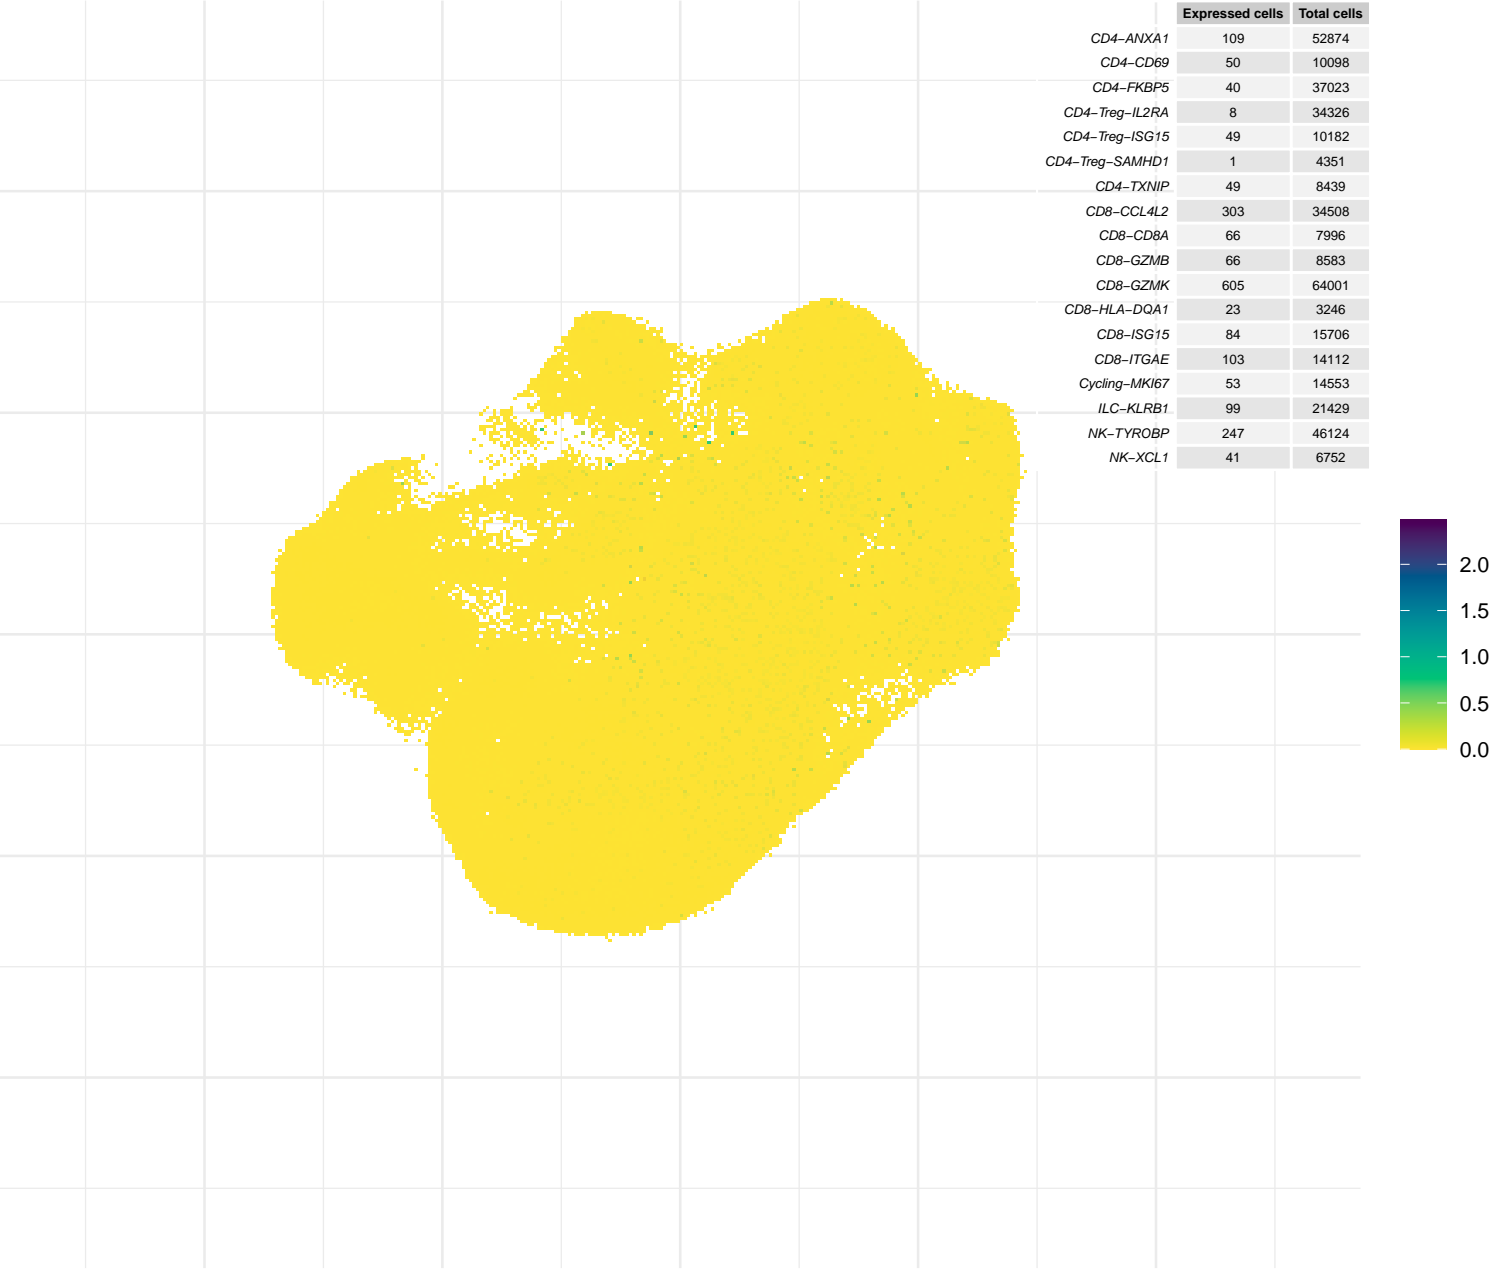 Expressed cells Total cells
CD4−ANXA1 109 52874
CD4−CD69 50 10098
CD4−FKBP5 40 37023
CD4−Treg−IL2RA 8 34326
CD4−Treg−ISG15 49 10182
CD4−Treg−SAMHD1 1 4351
CD4−TXNIP 49 8439
CD8−CCL4L2 303 34508
CD8−CD8A 66 7996
CD8−GZMB 66 8583
CD8−GZMK 605 64001
CD8−HLA−DQA1 23 3246
CD8−ISG15 84 15706
CD8−ITGAE 103 14112
Cycling−MKI67 53 14553
ILC−KLRB1 99 21429
NK−TYROBP 247 46124
NK−XCL1 41 6752
2.0
1.5
1.0
0.5
0.0